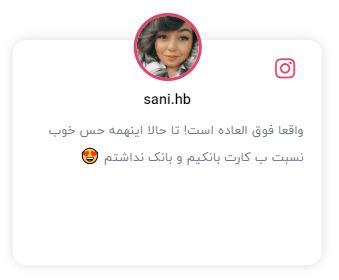 sani.hb
واقعا فوق العاده است! تا حالا اینهمه حس خوب
نسبت ب کارت بانکیم و بانک نداشتم 😍